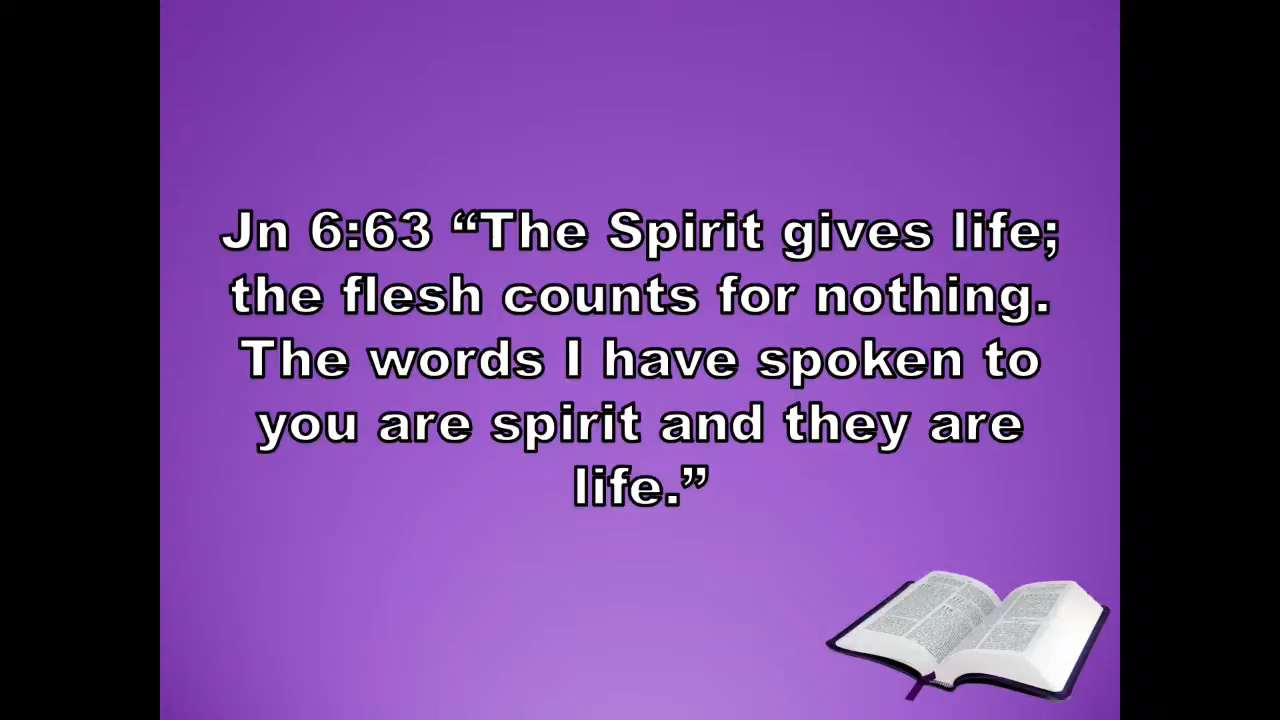 Jn 6:63 “The Spirit gives life;
the flesh counts for nothing.
The words I have spoken to
you are spirit and they are
life.”